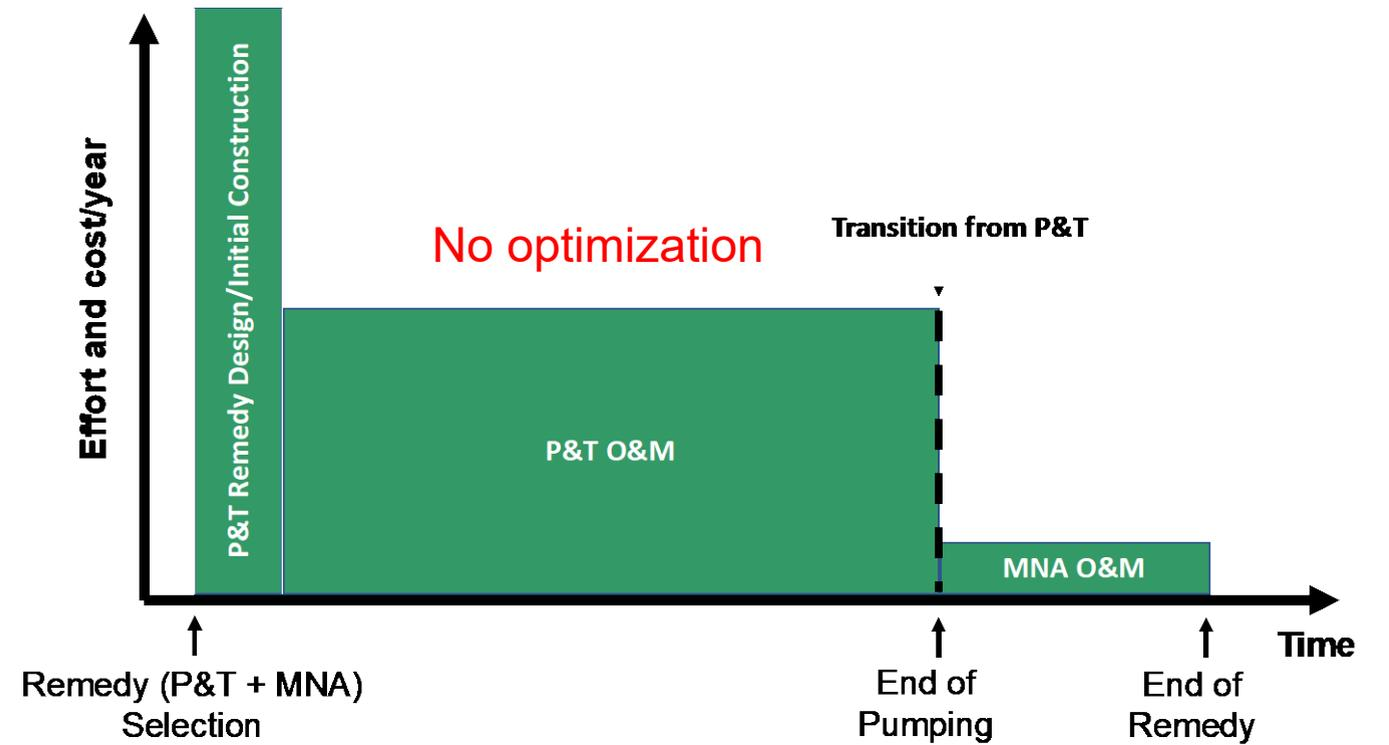 Effort and cost/year
P&T Remedy Design/Initial Construction
No optimization
Transition from P&T
P&T O&M
MNA O&M
Time
Remedy (P&T + MNA)
Selection
End of
Pumping
End of
Remedy